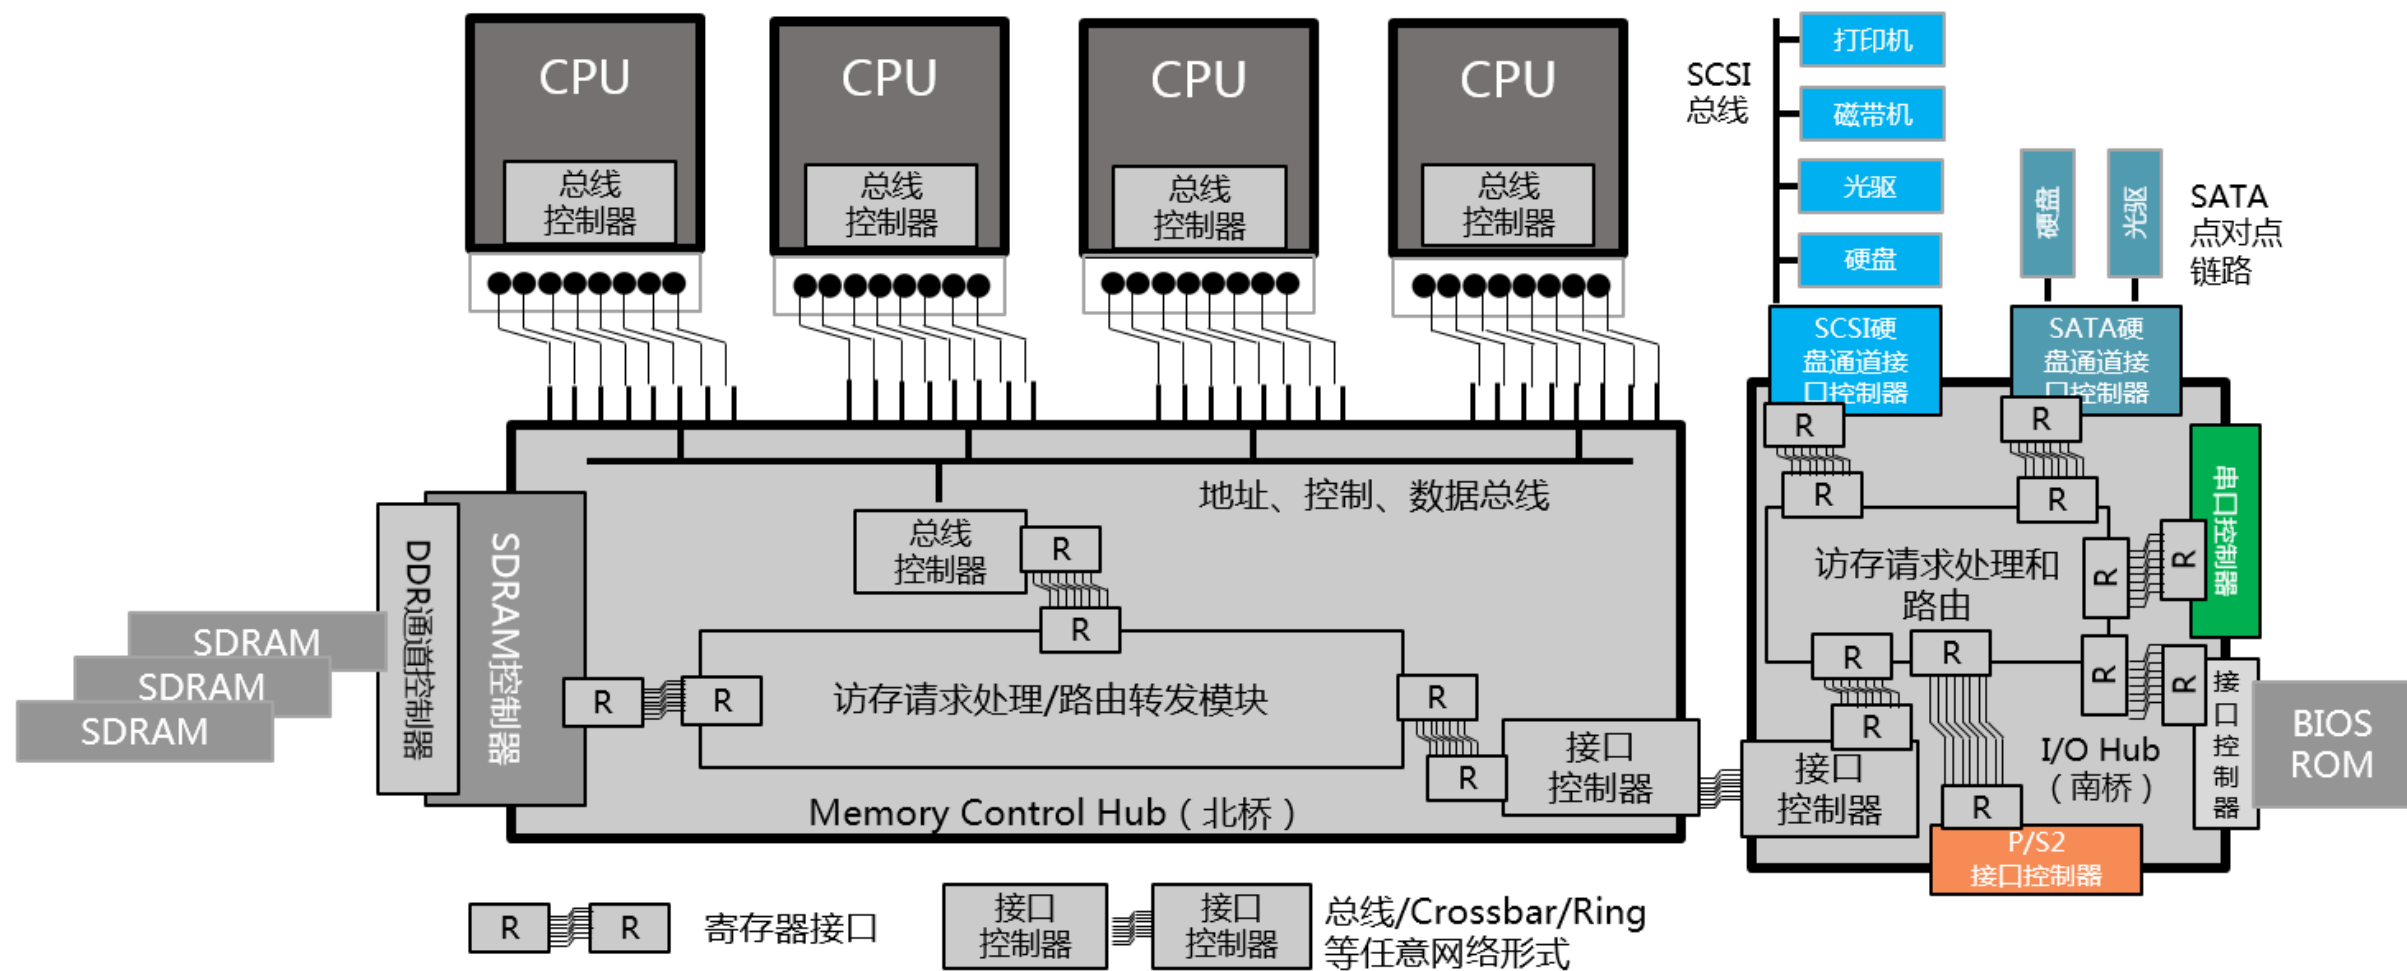 CPU
总线
控制器
CPU
总线
控制器
CPU
总线
控制器
CPU
总线
控制器
SCSI
总线
打印机
磁带机
光驱
硬盘
硬盘
光驱
SATA
点对点
链路
SCSI硬
盘通道接
口控制器
SATA硬
盘通道接
口控制器
R
R
R
R
串口控制器
访存请求处理和
路由
R
R
R
R
R
R
R
R
接口
控制器
接口控制器
BIOS
ROM
I/O Hub
（南桥）
P/S2
接口控制器
地址、控制、数据总线
总线
控制器
R
R
DDR通道控制器
SDRAM控制器
SDRAM
SDRAM
SDRAM
R
R
访存请求处理/路由转发模块
R
R
接口
控制器
Memory Control Hub（北桥）
R
R
寄存器接口
接口
控制器
接口
控制器
总线/Crossbar/Ring
等任意网络形式